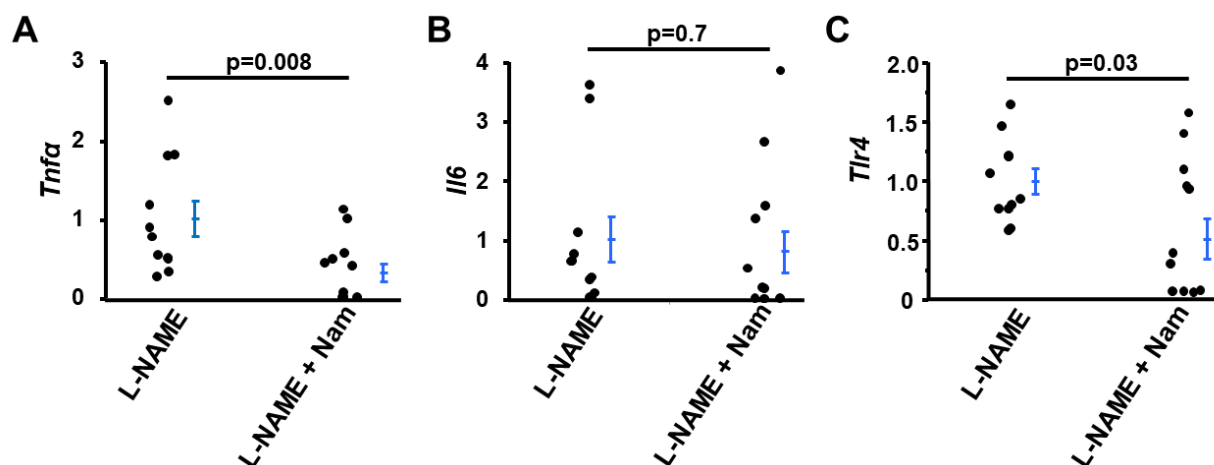 A
p=0.008
Tnfα
3
2
1
0
L-NAME
L-NAME + Nam
B
p=0.7
Il6
4
3
2
1
0
L-NAME
L-NAME + Nam
C
p=0.03
Tlr4
2.0
1.5
1.0
0.5
0
L-NAME
L-NAME + Nam